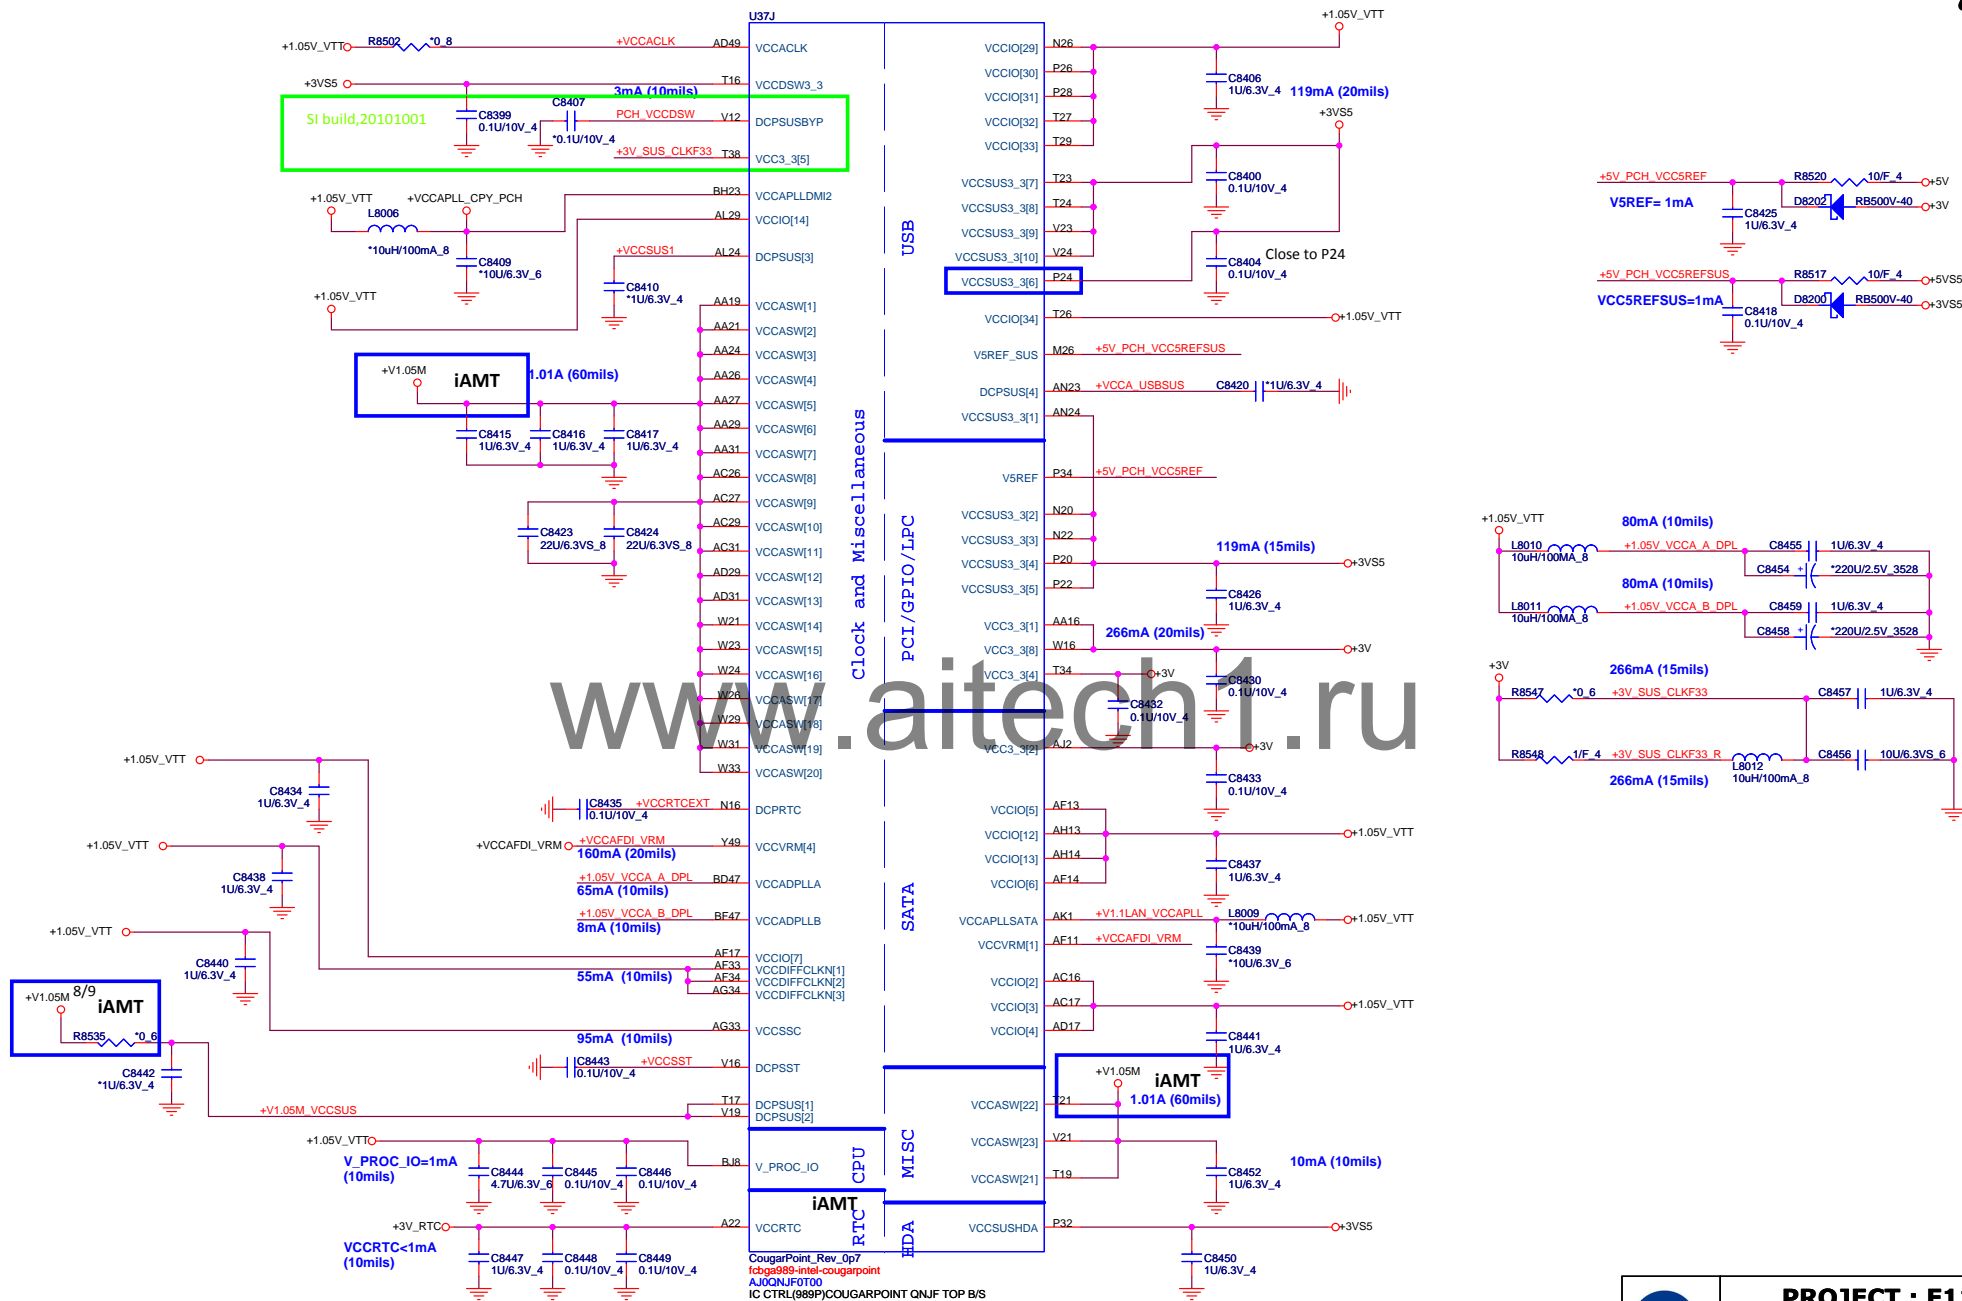 U37J
+1.05V_VTT R8502 *0_8 +VCCACLK AD49 VCCACLK
+3VS5 T16 VCCDSW3_3
3mA (10mils)
SI build,20101001
C8399 0.1U/10V_4
C8407 *0.1U/10V_4
PCH_VCCDSW V12 DCPSUSBYP
+3V_SUS_CLKF33 T38 VCC3_3[5]
+1.05V_VTT +VCCAPLL_CPY_PCH BH23 VCCAPLLDMI2
L8006 *10uH/100mA_8
AL29 VCCIO[14]
C8409 *10U/6.3V_6
+VCCSUS1 AL24 DCPSUS[3]
C8410 *1U/6.3V_4
+1.05V_VTT
AA19 VCCASW[1]
AA21 VCCASW[2]
AA24 VCCASW[3]
AA26 VCCASW[4]
AA27 VCCASW[5]
AA29 VCCASW[6]
AA31 VCCASW[7]
AC26 VCCASW[8]
AC27 VCCASW[9]
AC29 VCCASW[10]
AC31 VCCASW[11]
AD29 VCCASW[12]
AD31 VCCASW[13]
W21 VCCASW[14]
W23 VCCASW[15]
W24 VCCASW[16]
W26 VCCASW[17]
W29 VCCASW[18]
W31 VCCASW[19]
W33 VCCASW[20]
+V1.05M iAMT 1.01A (60mils)
C8415 1U/6.3V_4
C8416 1U/6.3V_4
C8417 1U/6.3V_4
C8423 22U/6.3VS_8
C8424 22U/6.3VS_8
+1.05V_VTT
C8434 1U/6.3V_4
C8435 0.1U/10V_4 +VCCRTCEXT N16 DCPRTC
+VCCAFDI_VRM +VCCAFDI_VRM Y49 VCCVRM[4]
160mA (20mils)
+1.05V_VCCA_A_DPL BD47 VCCADPLLA
65mA (10mils)
+1.05V_VCCA_B_DPL BF47 VCCADPLLB
8mA (10mils)
+1.05V_VTT
C8438 1U/6.3V_4
AF17 VCCIO[7]
AF33 VCCDIFFCLKN[1]
AF34 VCCDIFFCLKN[2]
AG34 VCCDIFFCLKN[3]
55mA (10mils)
+1.05V_VTT
C8440 1U/6.3V_4
AG33 VCCSSC
95mA (10mils)
+V1.05M 8/9 iAMT
R8535 *0_6
C8442 *1U/6.3V_4
C8443 0.1U/10V_4 +VCCSST V16 DCPSST
+V1.05M_VCCSUS
T17 DCPSUS[1]
V19 DCPSUS[2]
+1.05V_VTT
V_PROC_IO=1mA
(10mils)
C8444 4.7U/6.3V_6
C8445 0.1U/10V_4
C8446 0.1U/10V_4
BJ8 V_PROC_IO
+3V_RTC
VCCRTC<1mA
(10mils)
C8447 1U/6.3V_4
C8448 0.1U/10V_4
C8449 0.1U/10V_4
A22 VCCRTC
iAMT
Clock and Miscellaneous
CPU
RTC
USB
PCI/GPIO/LPC
SATA
MISC
HDA
CougarPoint_Rev_0p7
fcbga989-intel-cougarpoint
AJ0QNJF0T00
IC CTRL(989P)COUGARPOINT QNJF TOP B/S
+1.05V_VTT
VCCIO[29] N26
VCCIO[30] P26
VCCIO[31] P28
VCCIO[32] T27
VCCIO[33] T29
C8406 1U/6.3V_4
119mA (20mils)
+3VS5
VCCSUS3_3[7] T23
VCCSUS3_3[8] T24
VCCSUS3_3[9] V23
VCCSUS3_3[10] V24
VCCSUS3_3[6] P24
C8400 0.1U/10V_4
C8404 0.1U/10V_4
Close to P24
VCCIO[34] T26 +1.05V_VTT
V5REF_SUS M26 +5V_PCH_VCC5REFSUS
DCPSUS[4] AN23 +VCCA_USBSUS C8420 *1U/6.3V_4
VCCSUS3_3[1] AN24
V5REF P34 +5V_PCH_VCC5REF
VCCSUS3_3[2] N20
VCCSUS3_3[3] N22
VCCSUS3_3[4] P20
VCCSUS3_3[5] P22
119mA (15mils)
+3VS5
C8426 1U/6.3V_4
VCC3_3[1] AA16
VCC3_3[8] W16
266mA (20mils)
+3V
VCC3_3[4] T34 +3V
C8430 0.1U/10V_4
C8432 0.1U/10V_4
VCC3_3[2] AJ2 +3V
C8433 0.1U/10V_4
VCCIO[5] AF13
VCCIO[12] AH13 +1.05V_VTT
VCCIO[13] AH14
VCCIO[6] AF14
C8437 1U/6.3V_4
VCCAPLLSATA AK1 +V1.1LAN_VCCAPLL L8009 *10uH/100mA_8 +1.05V_VTT
VCCVRM[1] AF11 +VCCAFDI_VRM
C8439 *10U/6.3V_6
VCCIO[2] AC16
VCCIO[3] AC17 +1.05V_VTT
VCCIO[4] AD17
C8441 1U/6.3V_4
+V1.05M iAMT
1.01A (60mils)
VCCASW[22] T21
VCCASW[23] V21
VCCASW[21] T19
10mA (10mils)
C8452 1U/6.3V_4
VCCSUSHDA P32 +3VS5
C8450 1U/6.3V_4
+5V_PCH_VCC5REF R8520 10/F_4 +5V
V5REF= 1mA
D8202 RB500V-40 +3V
C8425 1U/6.3V_4
+5V_PCH_VCC5REFSUS R8517 10/F_4 +5VS5
VCC5REFSUS=1mA
D8200 RB500V-40 +3VS5
C8418 0.1U/10V_4
+1.05V_VTT
80mA (10mils)
L8010 10uH/100MA_8 +1.05V_VCCA_A_DPL C8455 1U/6.3V_4
C8454 + *220U/2.5V_3528
80mA (10mils)
L8011 10uH/100MA_8 +1.05V_VCCA_B_DPL C8459 1U/6.3V_4
C8458 + *220U/2.5V_3528
+3V
266mA (15mils)
R8547 *0_6 +3V_SUS_CLKF33 C8457 1U/6.3V_4
R8548 1/F_4 +3V_SUS_CLKF33_R L8012 10uH/100mA_8 C8456 10U/6.3VS_6
266mA (15mils)
www.aitech1.ru
PROJECT :